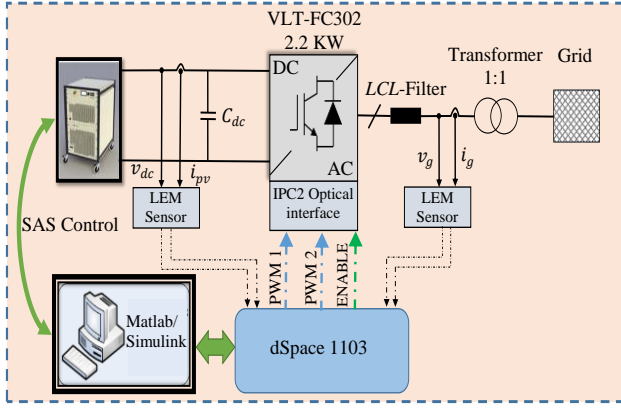 VLT-FC302
2.2 KW
Transformer
1:1
Grid
DC
LCL-Filter
C_dc
AC
v_dc
i_pv
v_g
i_g
IPC2 Optical
interface
LEM
Sensor
LEM
Sensor
SAS Control
PWM 1
PWM 2
ENABLE
Matlab/
Simulink
dSpace 1103